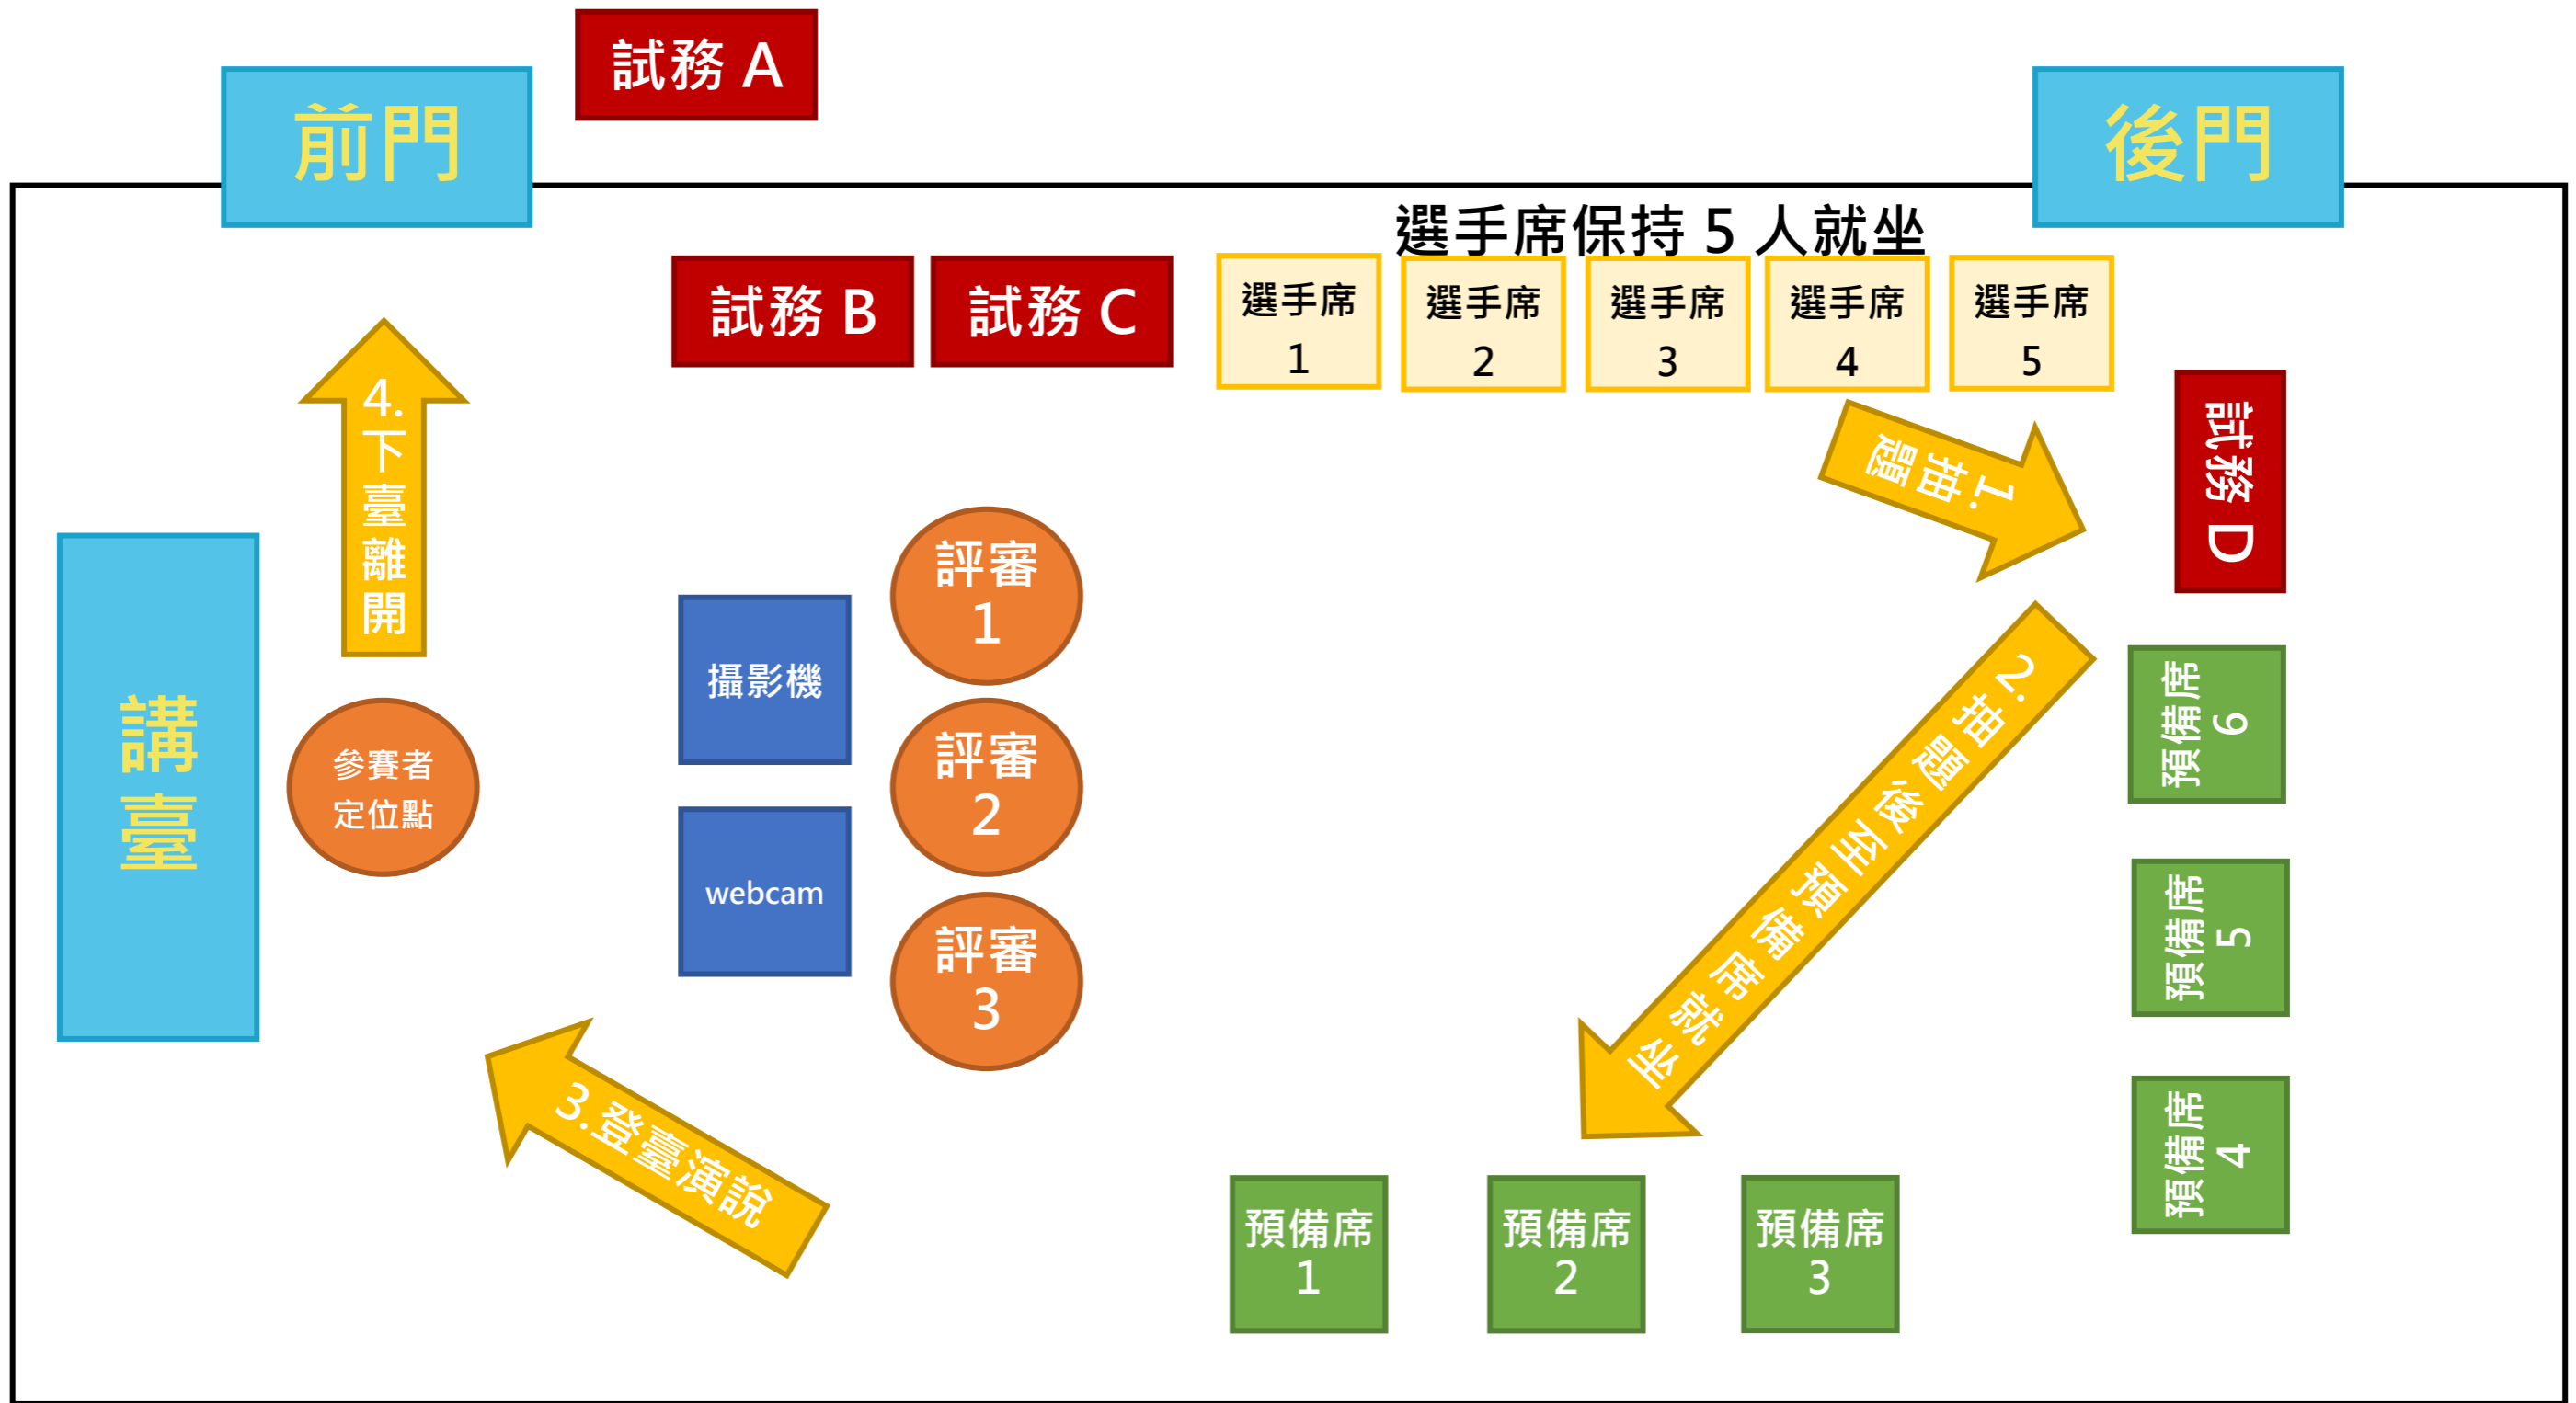 試務 A
前門
後門
選手席保持 5 人就坐
試務 B
試務 C
選手席
1
選手席
2
選手席
3
選手席
4
選手席
5
試務 D
1.抽題
4.下臺離開
講臺
參賽者
定位點
攝影機
webcam
評審
1
評審
2
評審
3
2.抽題後至預備席就坐
預備席
6
預備席
5
預備席
4
3.登臺演說
預備席
1
預備席
2
預備席
3